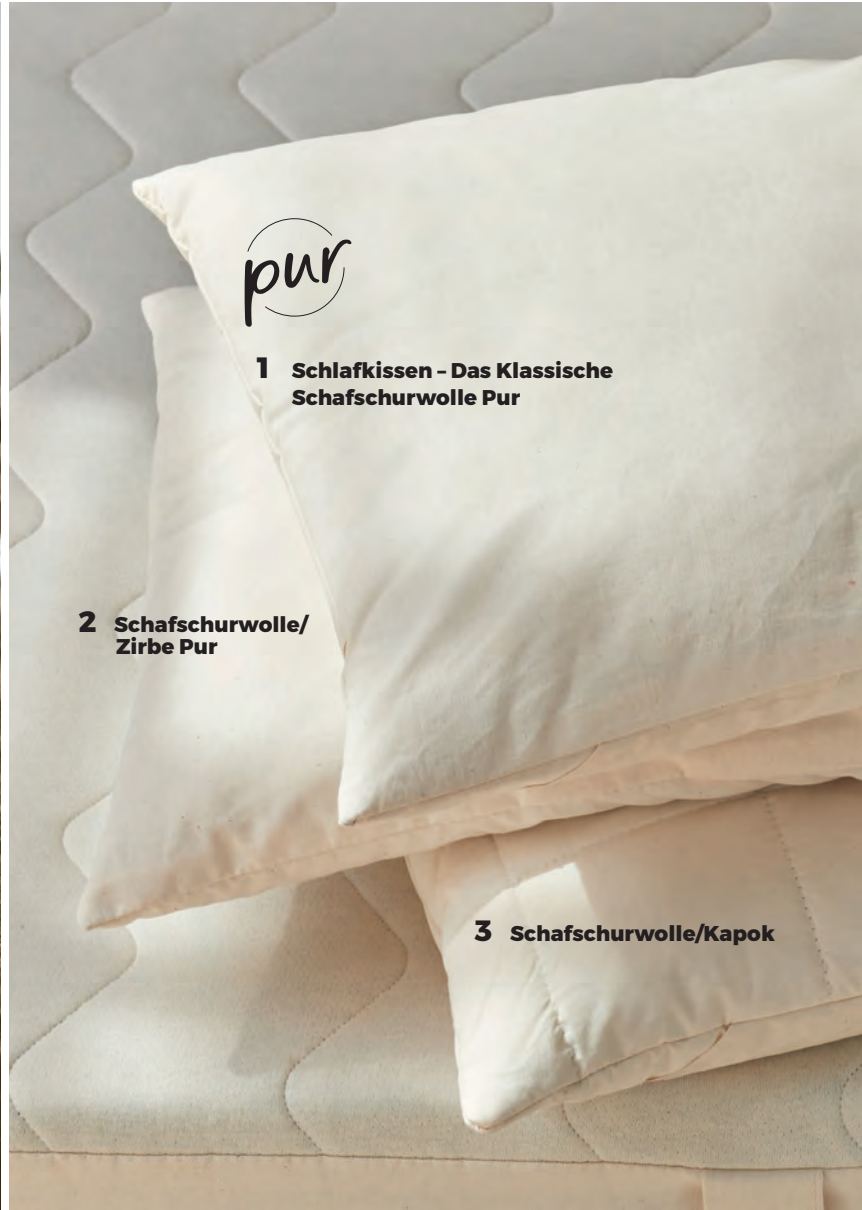 pur
1 Schlafkissen – Das Klassische
Schafschurwolle Pur
2 Schafschurwolle/
Zirbe Pur
3 Schafschurwolle/Kapok